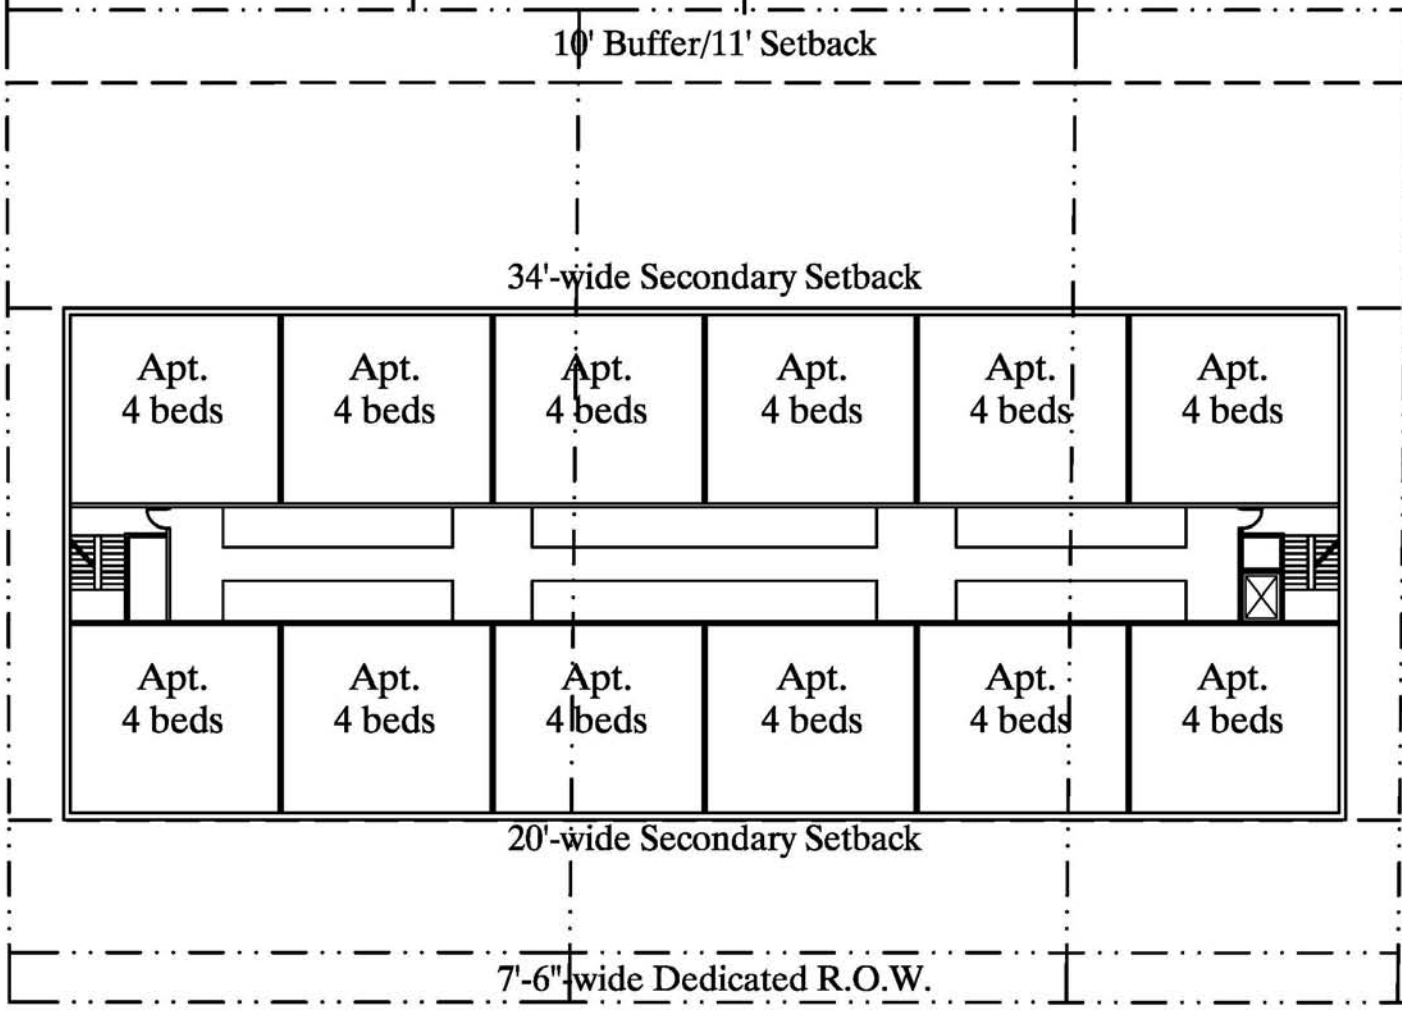 10' Buffer/11' Setback
34'-wide Secondary Setback
Apt.
4 beds
Apt.
4 beds
Apt.
4 beds
Apt.
4 beds
Apt.
4 beds
Apt.
4 beds
Apt.
4 beds
Apt.
4 beds
Apt.
4 beds
Apt.
4 beds
Apt.
4 beds
Apt.
4 beds
20'-wide Secondary Setback
7'-6"-wide Dedicated R.O.W.